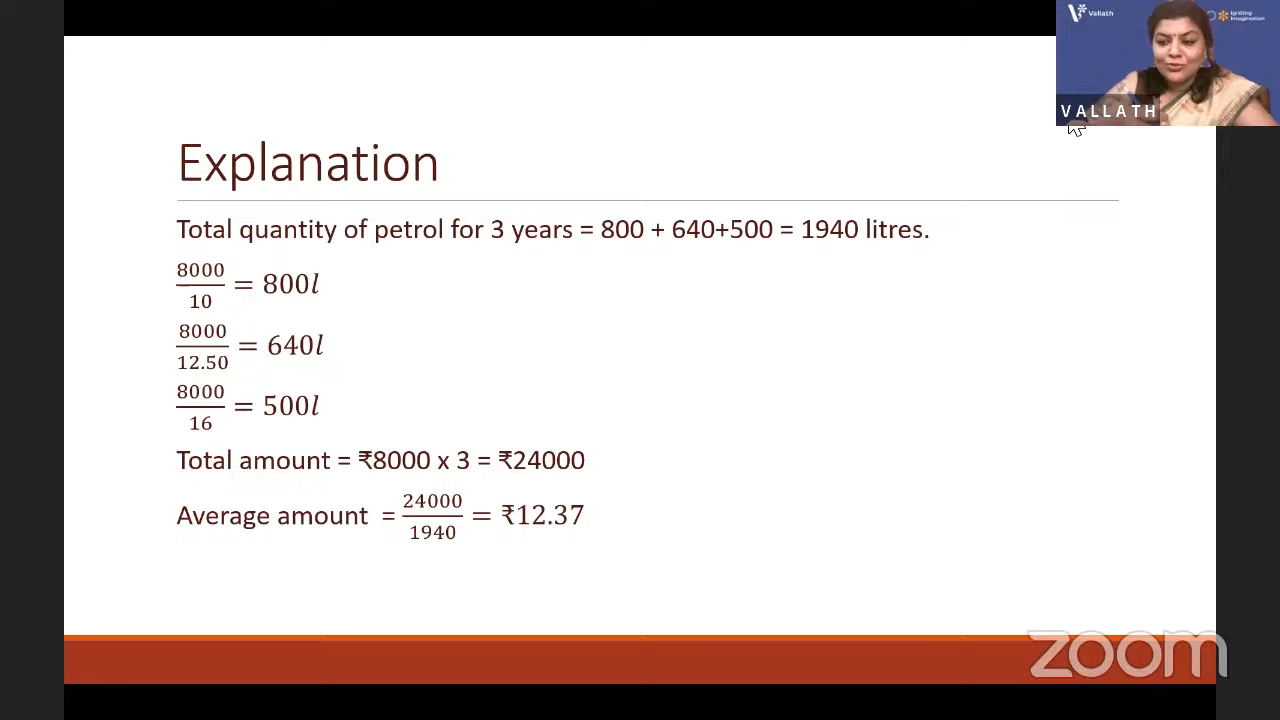 Vallath
Igniting
Imagination
VALLATH
Explanation
Total quantity of petrol for 3 years = 800 + 640+500 = 1940 litres.
8000/10 = 800l
8000/12.50 = 640l
8000/16 = 500l
Total amount = ₹8000 x 3 = ₹24000
Average amount = 24000/1940 = ₹12.37
zoom